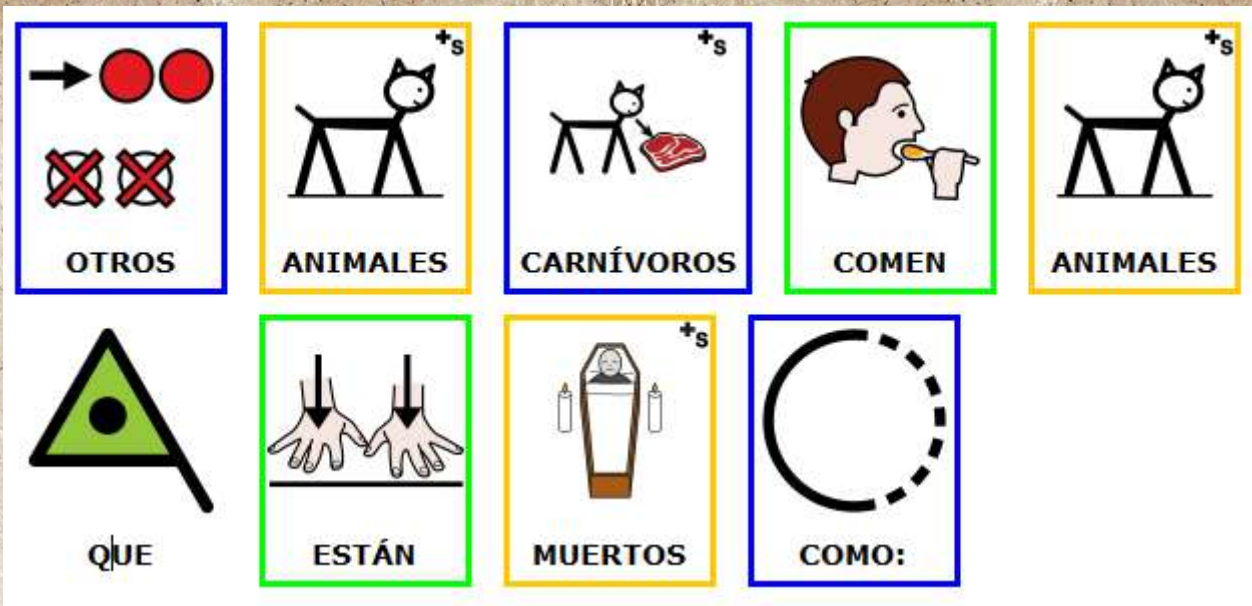 OTROS ANIMALES CARNÍVOROS COMEN ANIMALES
QUE ESTÁN MUERTOS COMO: